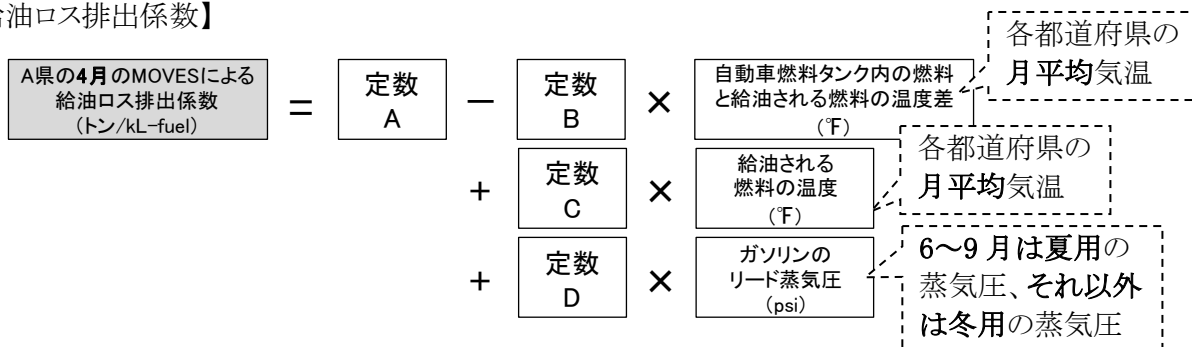 油ロス排出係数】
A県の4月のMOVESによる
給油ロス排出係数
(トン/kL-fuel)
=
定数
A
－
定数
B
×
自動車燃料タンク内の燃料
と給油される燃料の温度差
(℉)
各都道府県の
月平均気温
+
定数
C
×
給油される
燃料の温度
(℉)
各都道府県の
月平均気温
+
定数
D
×
ガソリンの
リード蒸気圧
(psi)
6～9月は夏用の
蒸気圧、それ以外
は冬用の蒸気圧